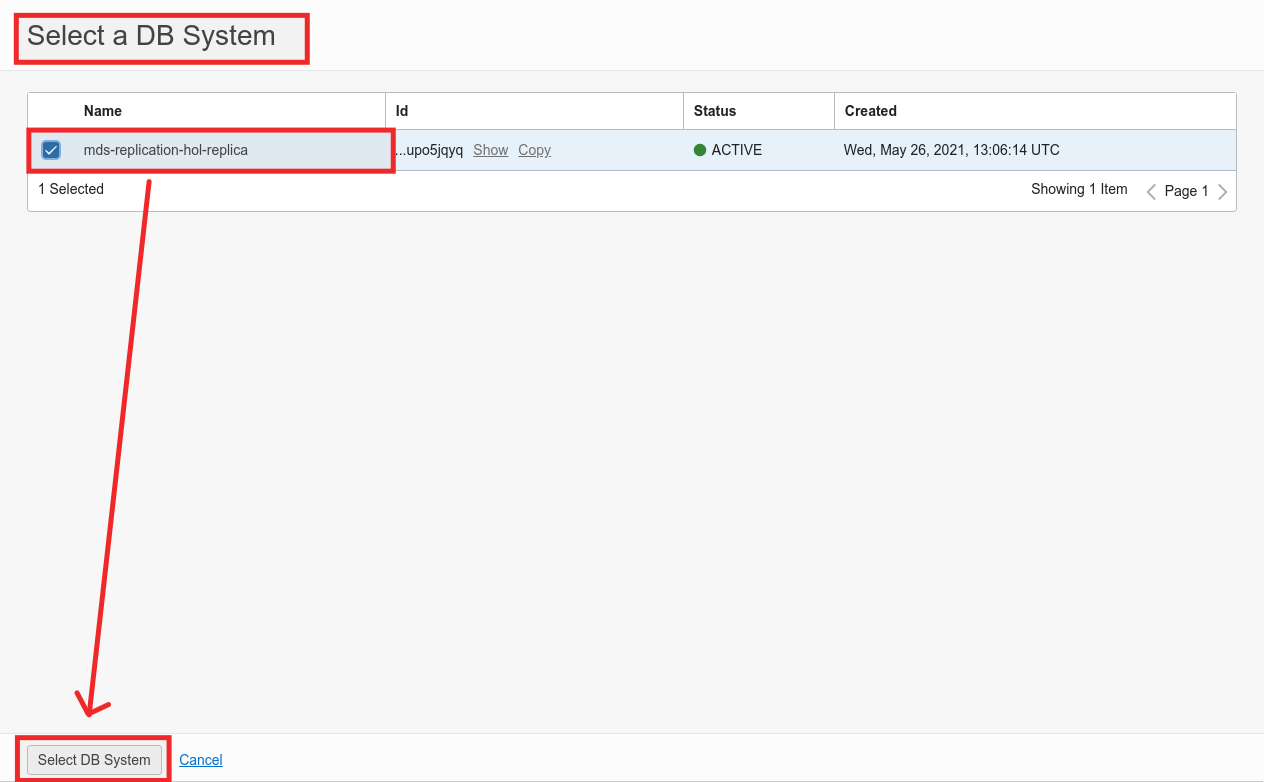 Select a DB System
Name Id Status Created
mds-replication-hol-replica ...upo5jqyq Show Copy ACTIVE Wed, May 26, 2021, 13:06:14 UTC
1 Selected Showing 1 Item Page 1
Select DB System Cancel